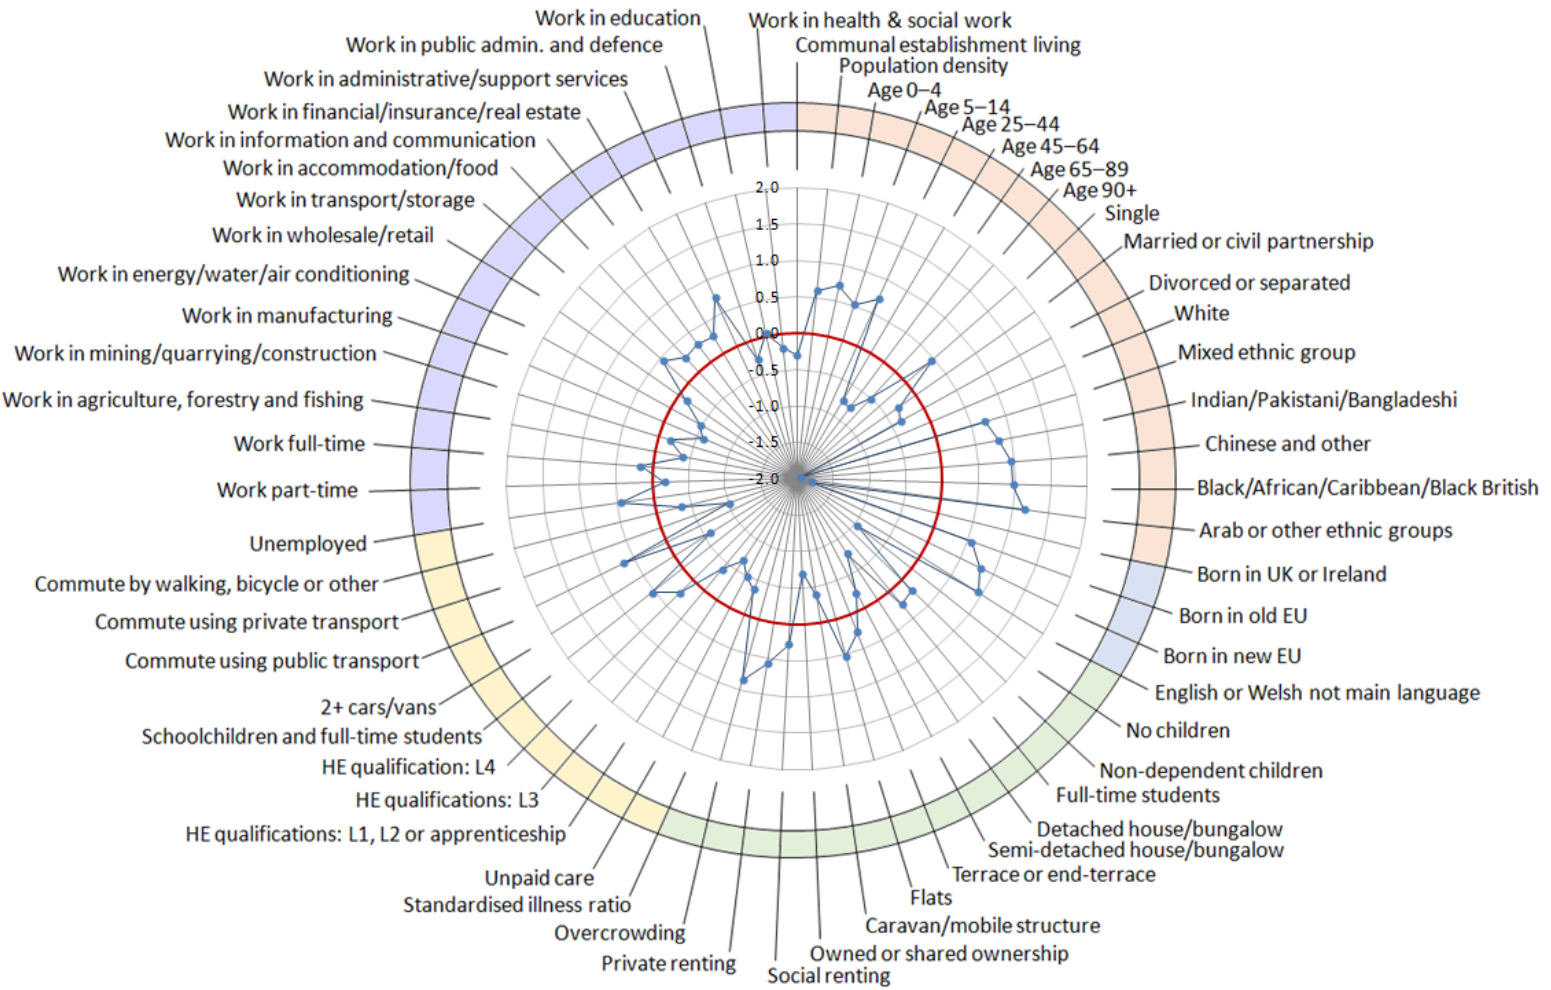 Work in education
Work in health & social work
Work in public admin. and defence
Communal establishment living
Population density
Work in administrative/support services
Age 0–4
Work in financial/insurance/real estate
Age 5–14
Age 25–44
Work in information and communication
Age 45–64
Work in accommodation/food
Age 65–89
Age 90+
Work in transport/storage
Single
Work in wholesale/retail
Married or civil partnership
Work in energy/water/air conditioning
Divorced or separated
Work in manufacturing
White
Work in mining/quarrying/construction
Mixed ethnic group
Work in agriculture, forestry and fishing
Indian/Pakistani/Bangladeshi
Work full-time
Chinese and other
Work part-time
Black/African/Caribbean/Black British
Unemployed
Arab or other ethnic groups
Commute by walking, bicycle or other
Born in UK or Ireland
Commute using private transport
Born in old EU
Commute using public transport
Born in new EU
English or Welsh not main language
2+ cars/vans
No children
Schoolchildren and full-time students
HE qualification: L4
Non-dependent children
HE qualifications: L3
Full-time students
HE qualifications: L1, L2 or apprenticeship
Detached house/bungalow
Semi-detached house/bungalow
Unpaid care
Terrace or end-terrace
Standardised illness ratio
Flats
Overcrowding
Caravan/mobile structure
Private renting
Owned or shared ownership
Social renting
2.0
1.5
1.0
0.5
0.0
-0.5
-1.0
-1.5
-2.0